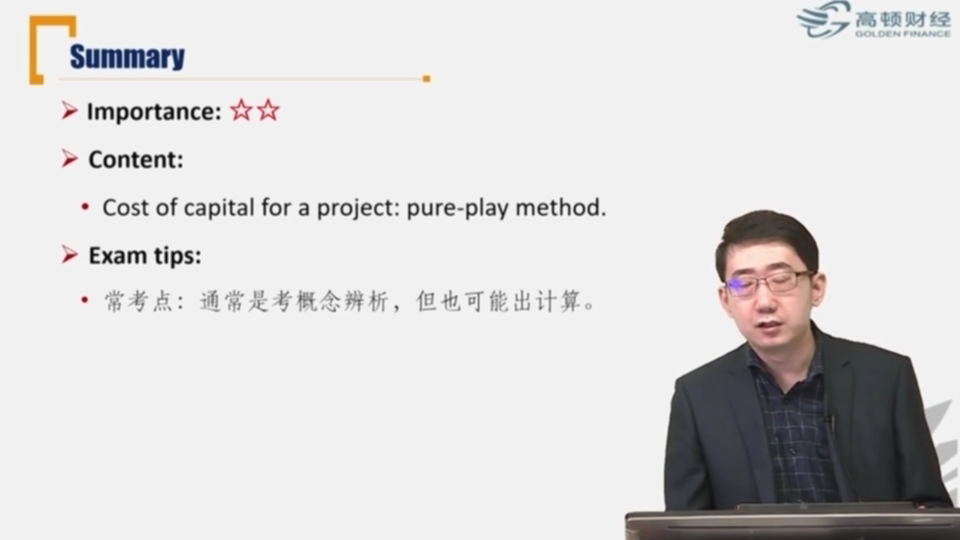 高顿财经
GOLDEN FINANCE
Summary
Importance: ☆☆
Content:
Cost of capital for a project: pure-play method.
Exam tips:
常考点：通常是考概念辨析，但也可能出计算。